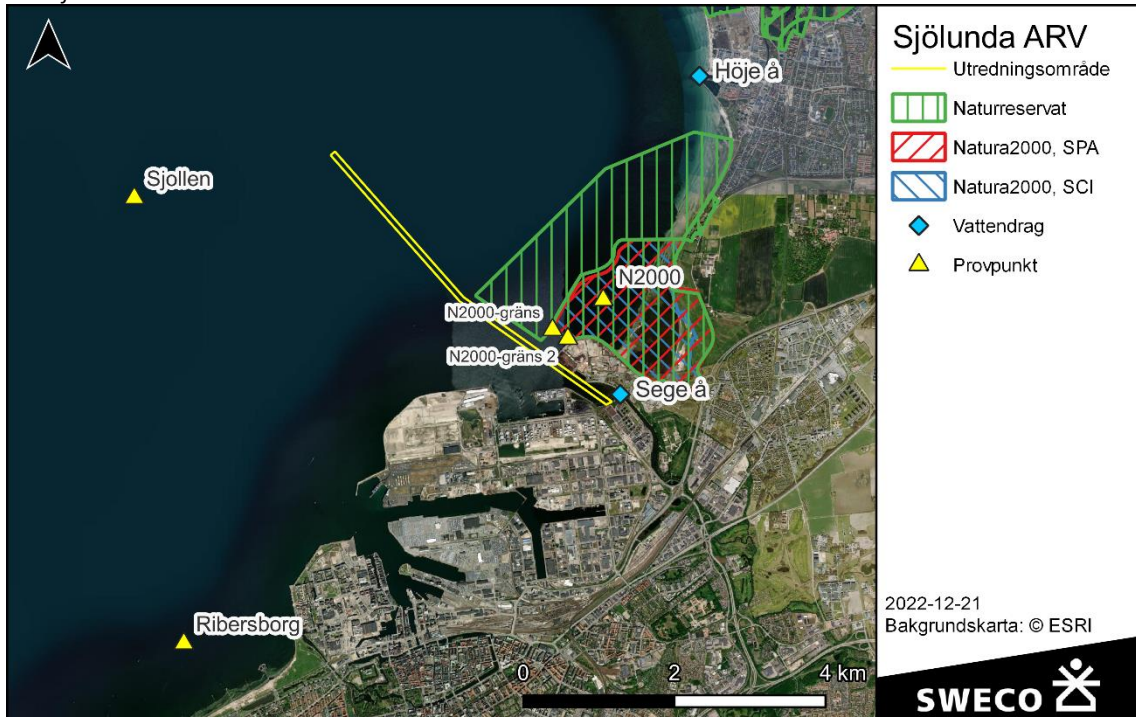 Sjölunda ARV
Utredningsområde
Naturreservat
Natura2000, SPA
Natura2000, SCI
Vattendrag
Provpunkt
Höje å
Sjollen
N2000
N2000-gräns
N2000-gräns 2
Sege å
Ribersborg
0 2 4 km
2022-12-21
Bakgrundskarta: © ESRI
SWECO